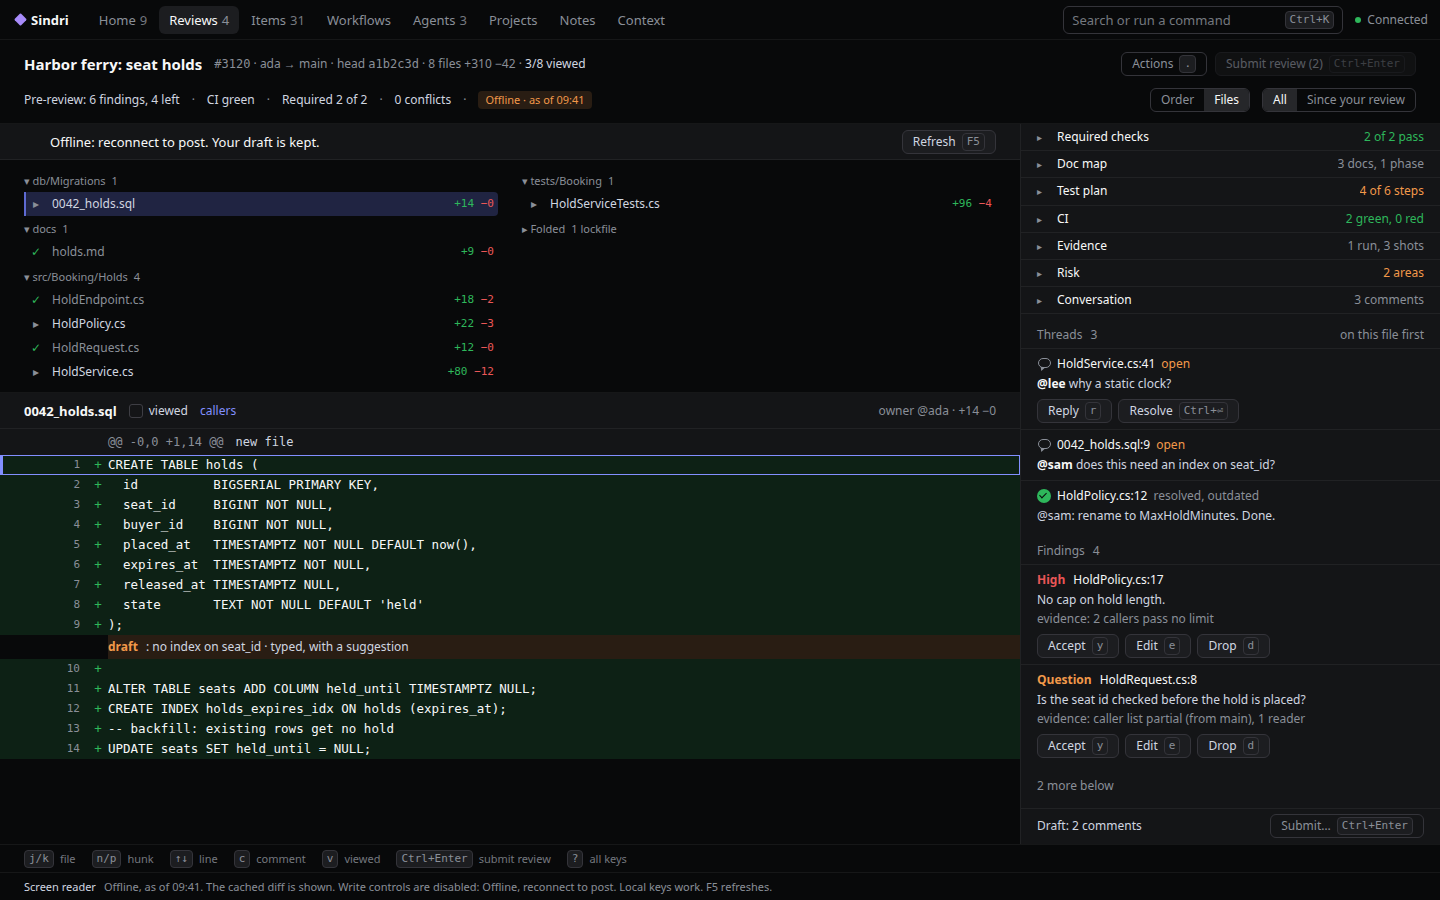 Sindri Home 9 Reviews 4 Items 31 Workflows Agents 3 Projects Notes Context Search or run a command Ctrl+K Connected
Harbor ferry: seat holds #3120 · ada → main · head a1b2c3d · 8 files +310 −42 · 3/8 viewed Actions . Submit review (2) Ctrl+Enter
Pre-review: 6 findings, 4 left · CI green · Required 2 of 2 · 0 conflicts · Offline · as of 09:41 Order Files All Since your review
Offline: reconnect to post. Your draft is kept. Refresh F5
▾ db/Migrations 1
▸ 0042_holds.sql +14 −0
▾ docs 1
✓ holds.md +9 −0
▾ src/Booking/Holds 4
✓ HoldEndpoint.cs +18 −2
▸ HoldPolicy.cs +22 −3
✓ HoldRequest.cs +12 −0
▸ HoldService.cs +80 −12
▾ tests/Booking 1
▸ HoldServiceTests.cs +96 −4
▸ Folded 1 lockfile
0042_holds.sql viewed callers owner @ada · +14 −0
@@ -0,0 +1,14 @@ new file
1 + CREATE TABLE holds (
2 + id BIGSERIAL PRIMARY KEY,
3 + seat_id BIGINT NOT NULL,
4 + buyer_id BIGINT NOT NULL,
5 + placed_at TIMESTAMPTZ NOT NULL DEFAULT now(),
6 + expires_at TIMESTAMPTZ NOT NULL,
7 + released_at TIMESTAMPTZ NULL,
8 + state TEXT NOT NULL DEFAULT 'held'
9 + );
draft : no index on seat_id · typed, with a suggestion
10 +
11 + ALTER TABLE seats ADD COLUMN held_until TIMESTAMPTZ NULL;
12 + CREATE INDEX holds_expires_idx ON holds (expires_at);
13 + -- backfill: existing rows get no hold
14 + UPDATE seats SET held_until = NULL;
▸ Required checks 2 of 2 pass
▸ Doc map 3 docs, 1 phase
▸ Test plan 4 of 6 steps
▸ CI 2 green, 0 red
▸ Evidence 1 run, 3 shots
▸ Risk 2 areas
▸ Conversation 3 comments
Threads 3 on this file first
HoldService.cs:41 open
@lee why a static clock?
Reply r Resolve Ctrl+⏎
0042_holds.sql:9 open
@sam does this need an index on seat_id?
HoldPolicy.cs:12 resolved, outdated
@sam: rename to MaxHoldMinutes. Done.
Findings 4
High HoldPolicy.cs:17
No cap on hold length.
evidence: 2 callers pass no limit
Accept y Edit e Drop d
Question HoldRequest.cs:8
Is the seat id checked before the hold is placed?
evidence: caller list partial (from main), 1 reader
Accept y Edit e Drop d
2 more below
Draft: 2 comments Submit... Ctrl+Enter
j/k file n/p hunk ↑↓ line c comment v viewed Ctrl+Enter submit review ? all keys
Screen reader Offline, as of 09:41. The cached diff is shown. Write controls are disabled: Offline, reconnect to post. Local keys work. F5 refreshes.